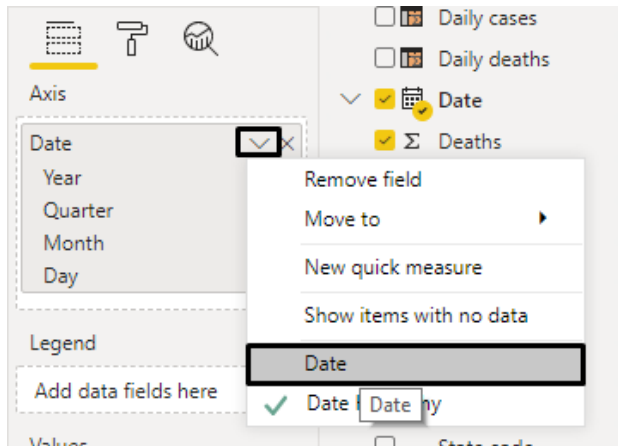 Daily cases
Daily deaths
Axis
Date
Σ Deaths
Date
Year
Quarter
Month
Day
Remove field
Move to
New quick measure
Show items with no data
Date
Date
Date
Legend
Add data fields here
Values
State code